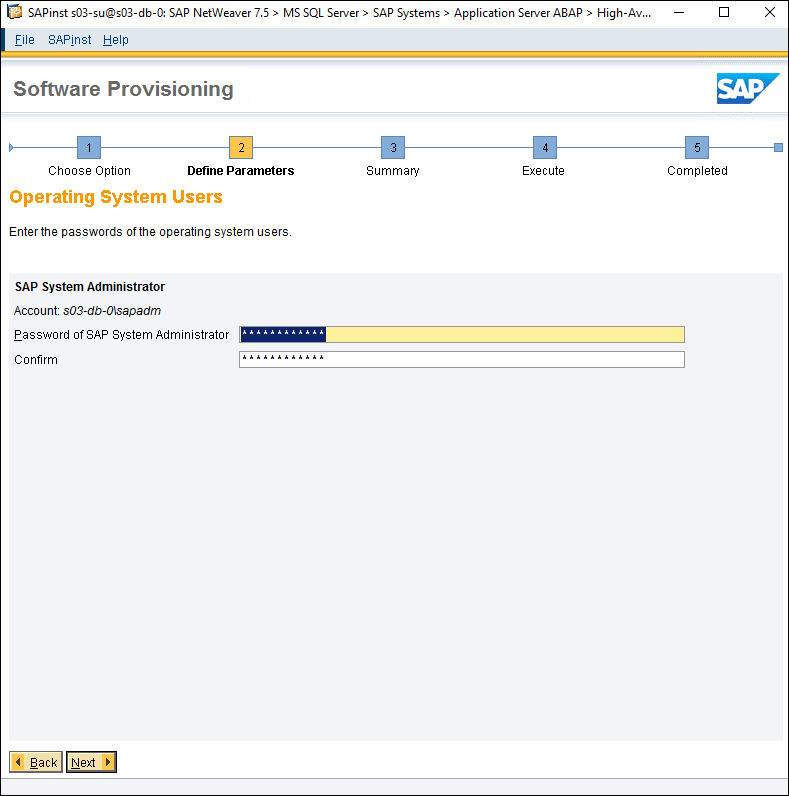 SAPinst s03-su@s03-db-0: SAP NetWeaver 7.5 > MS SQL Server > SAP Systems > Application Server ABAP > High-Av...
File SAPinst Help
Software Provisioning
SAP
1 2 3 4 5
Choose Option Define Parameters Summary Execute Completed
Operating System Users
Enter the passwords of the operating system users.
SAP System Administrator
Account: s03-db-0\sapadm
Password of SAP System Administrator ************
Confirm ************
Back Next